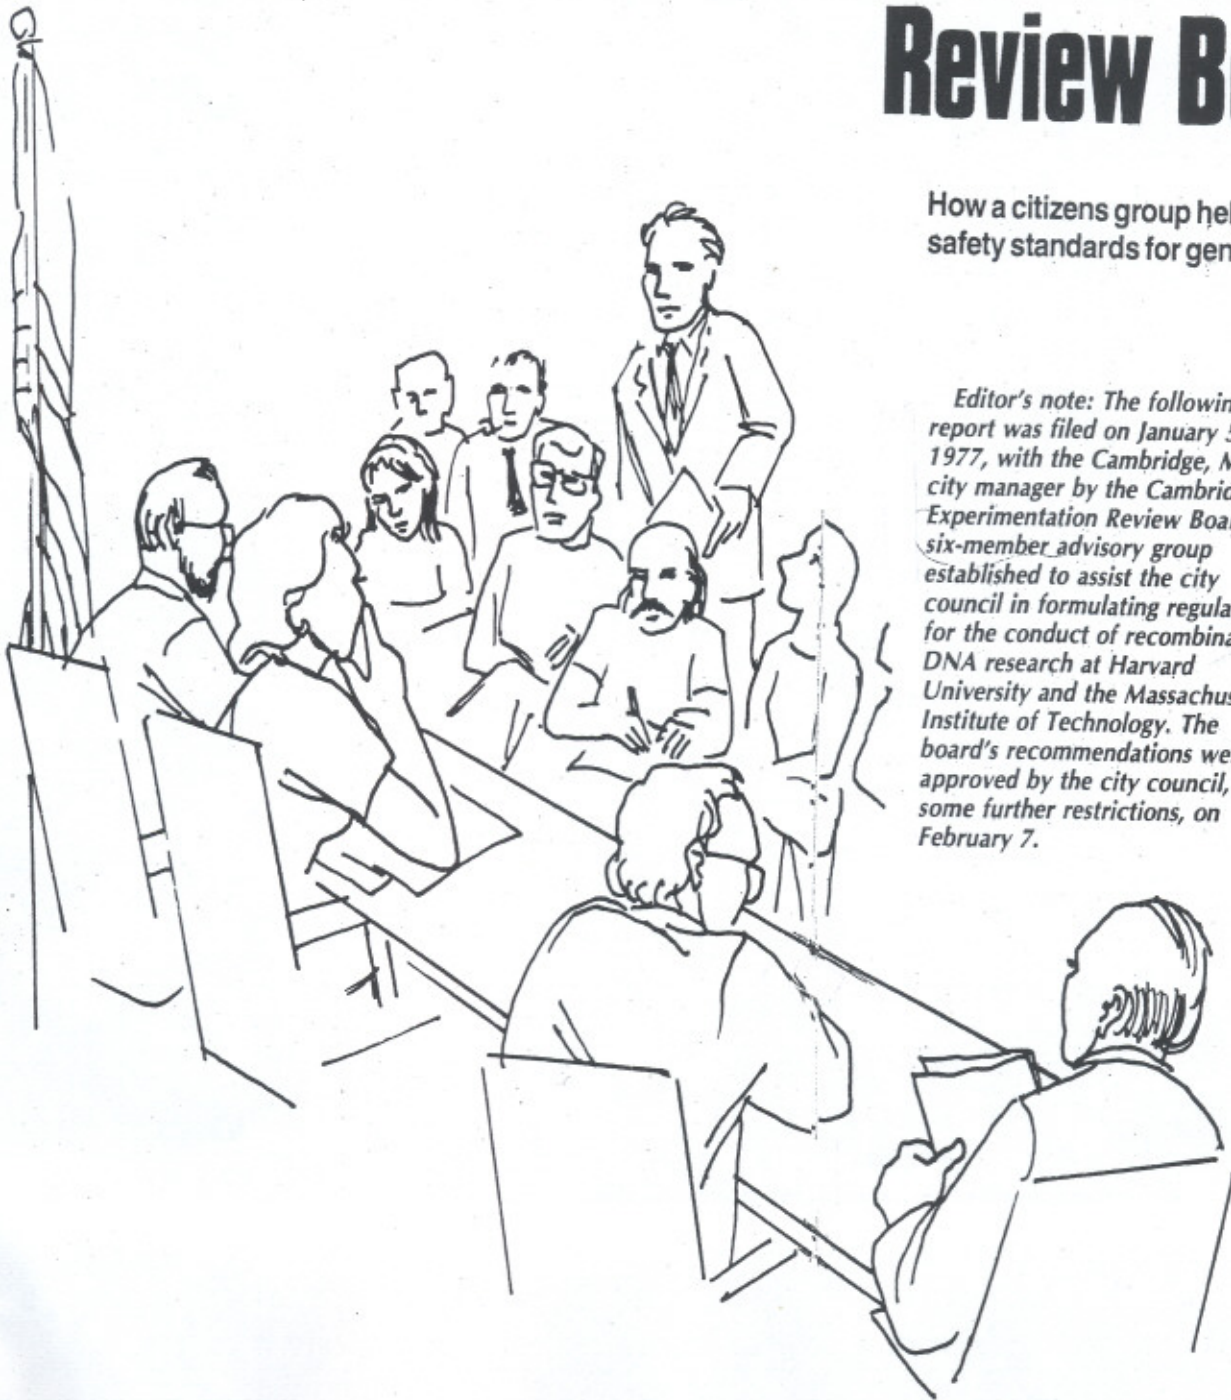 Review B
How a citizens group hel
safety standards for gen
Editor's note: The followin
report was filed on January
1977, with the Cambridge, M
city manager by the Cambrid
Experimentation Review Boa
six-member advisory group
established to assist the city
council in formulating regula
for the conduct of recombina
DNA research at Harvard
University and the Massachus
Institute of Technology. The
board's recommendations we
approved by the city council,
some further restrictions, on
February 7.